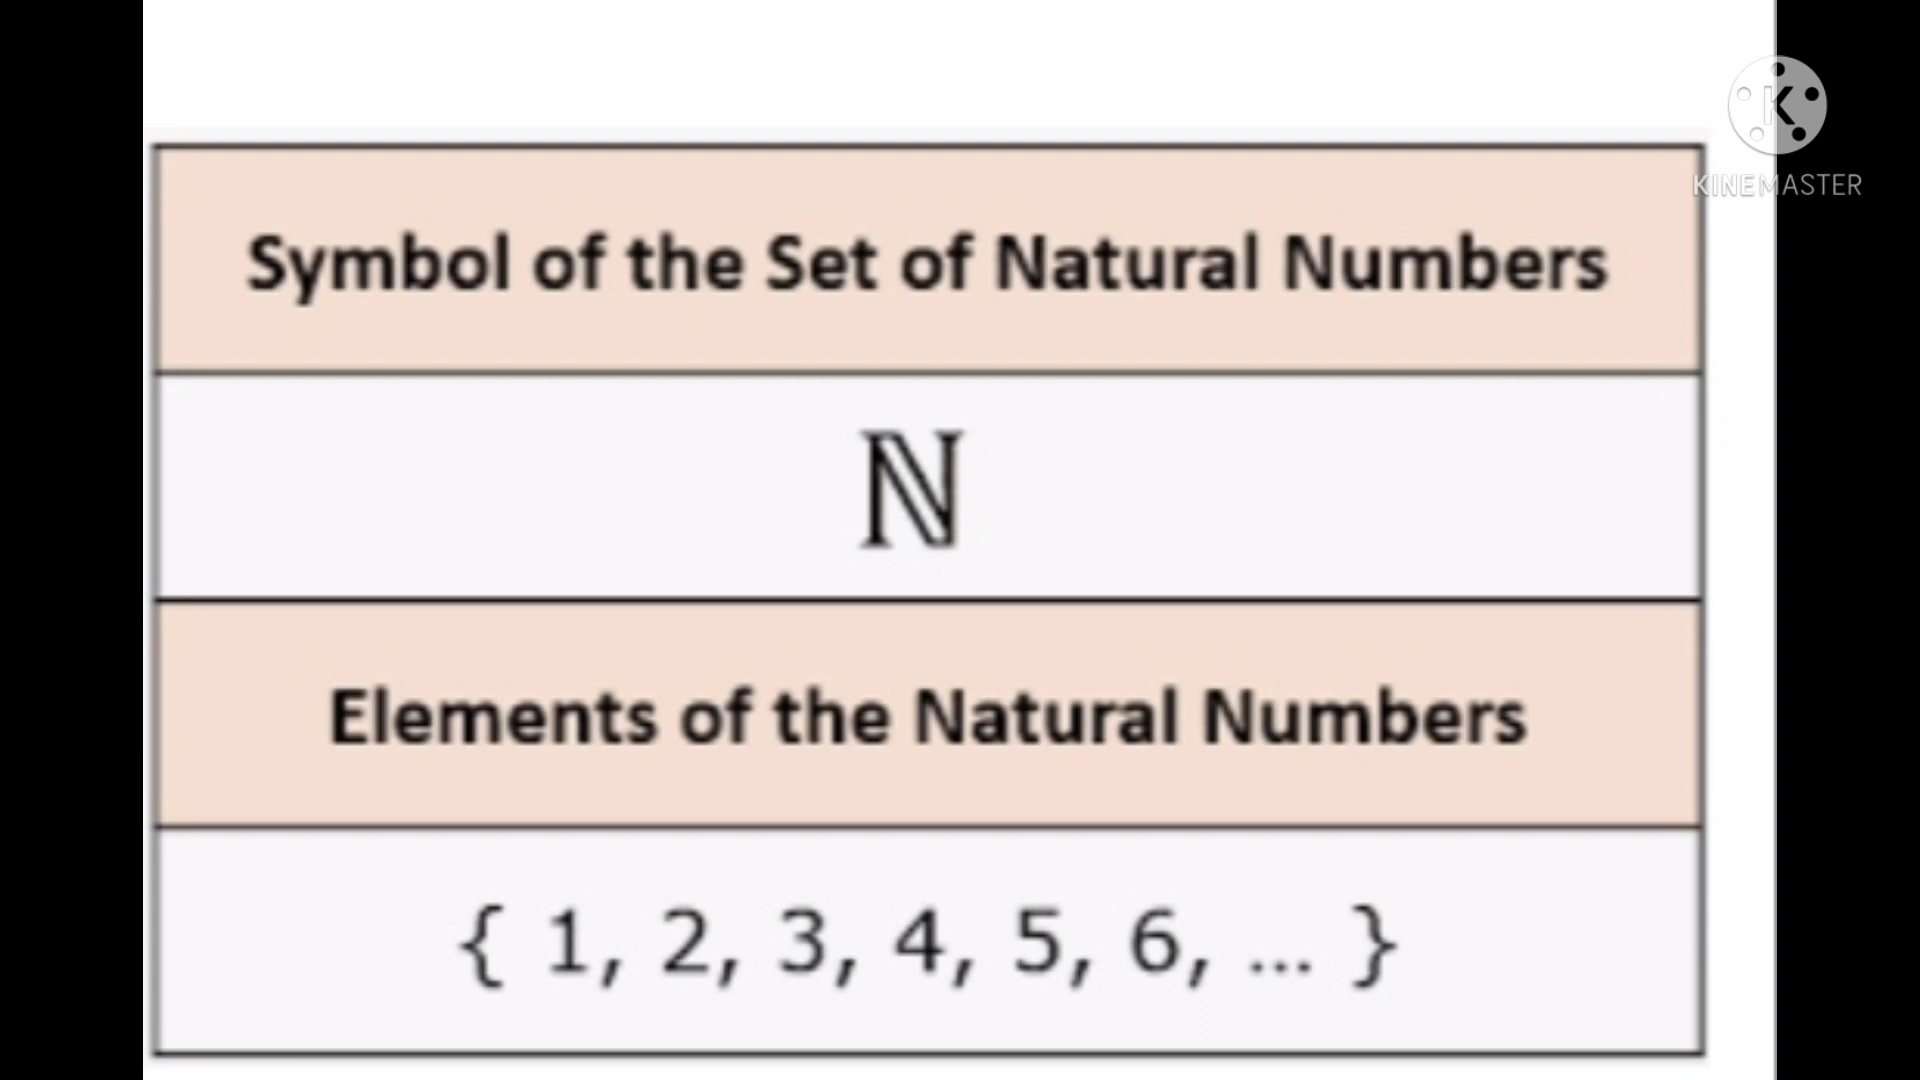 K
KINEMASTER
Symbol of the Set of Natural Numbers
ℕ
Elements of the Natural Numbers
{ 1, 2, 3, 4, 5, 6, ... }